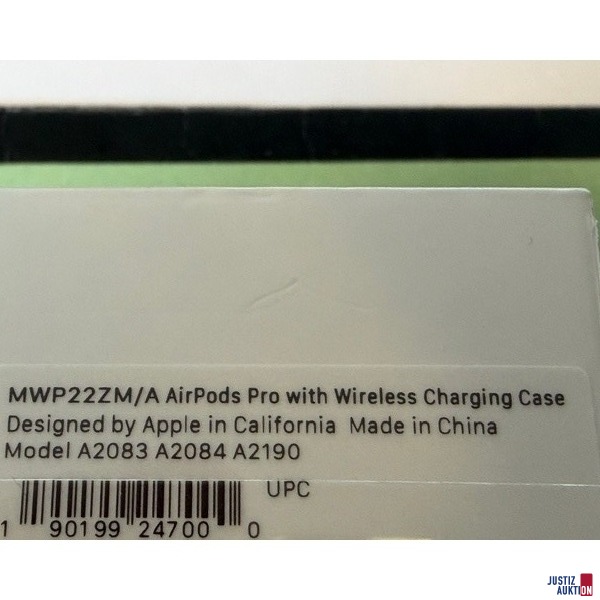 MWP22ZM/A AirPods Pro with Wireless Charging Case
Designed by Apple in California Made in China
Model A2083 A2084 A2190
UPC
1 90199 24700 0
JUSTIZ
AUKTION